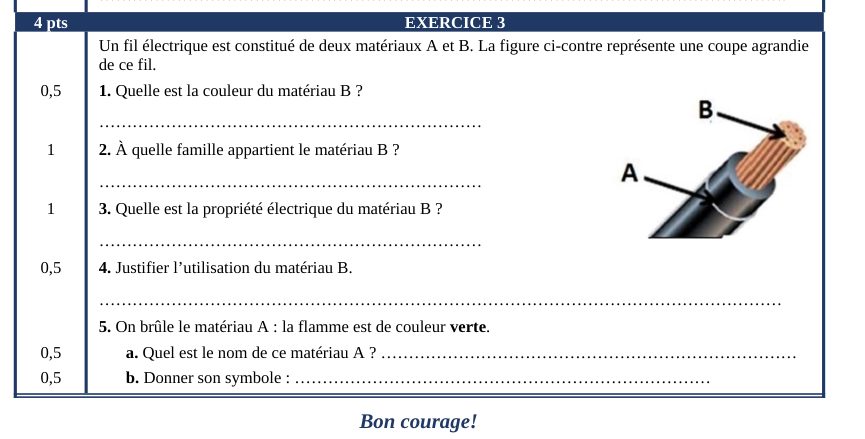 4 pts EXERCICE 3
Un fil électrique est constitué de deux matériaux A et B. La figure ci-contre représente une coupe agrandie
de ce fil.
0,5 1. Quelle est la couleur du matériau B ?
....................................................................
1 2. À quelle famille appartient le matériau B ?
....................................................................
1 3. Quelle est la propriété électrique du matériau B ?
....................................................................
0,5 4. Justifier l’utilisation du matériau B.
.........................................................................................................................
5. On brûle le matériau A : la flamme est de couleur verte.
0,5 a. Quel est le nom de ce matériau A ? ..........................................................................
0,5 b. Donner son symbole : ..........................................................................
B
A
Bon courage!